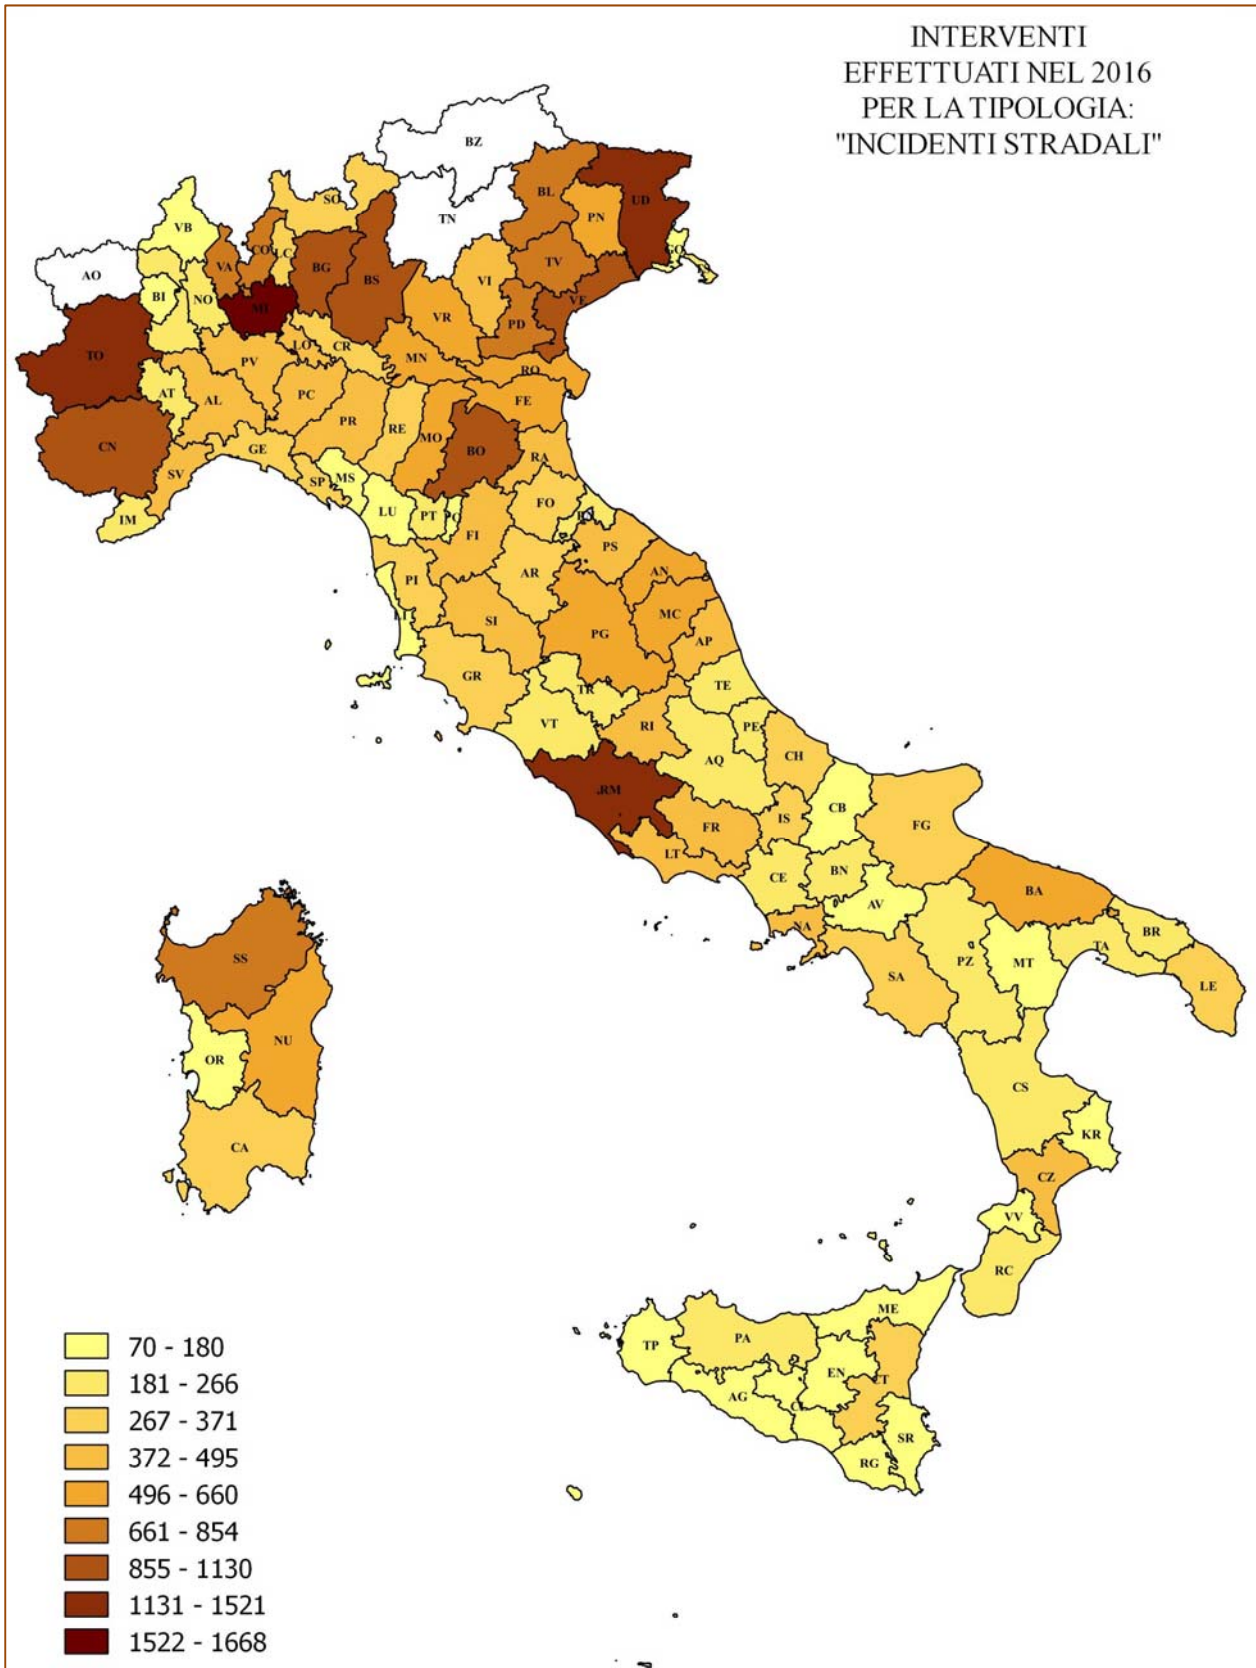 INTERVENTI
EFFETTUATI NEL 2016
PER LA TIPOLOGIA:
"INCIDENTI STRADALI"
BZ
BL
UD
SO
TN
PN
VB
CO
LC
GO
AO
VA
BG
BS
TV
VI
BI
NO
MI
VE
VR
PD
TO
LO
CR
PV
MN
RO
AT
AL
PC
FE
PR
RE
MO
CN
GE
BO
RA
SV
SP
MS
FO
IM
LU
PT
PO
FI
PS
AR
AN
PI
MC
LI
SI
PG
AP
GR
TR
TE
VT
RI
PE
AQ
CH
.RM
CB
IS
FR
FG
LT
CE
BN
BA
AV
NA
BR
TA
SS
PZ
MT
SA
LE
NU
OR
CS
KR
CA
CZ
VV
RC
ME
TP
PA
EN
CT
AG
SR
RG
70 - 180
181 - 266
267 - 371
372 - 495
496 - 660
661 - 854
855 - 1130
1131 - 1521
1522 - 1668